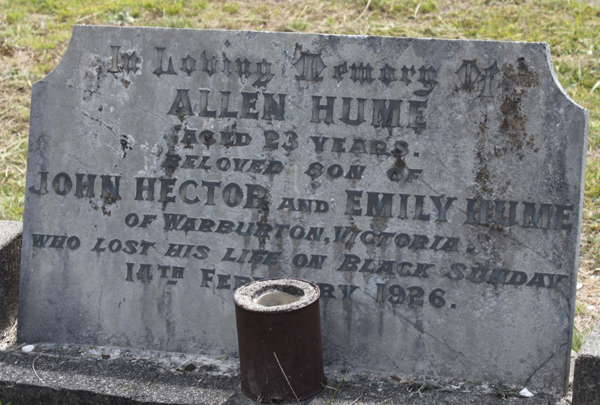 In Loving Memory Of
ALLEN HUME
AGED 23 YEARS.
BELOVED SON OF
JOHN HECTOR AND EMILY HUME
OF WARBURTON, VICTORIA.
WHO LOST HIS LIFE ON BLACK SUNDAY
14TH FEBRUARY 1926.